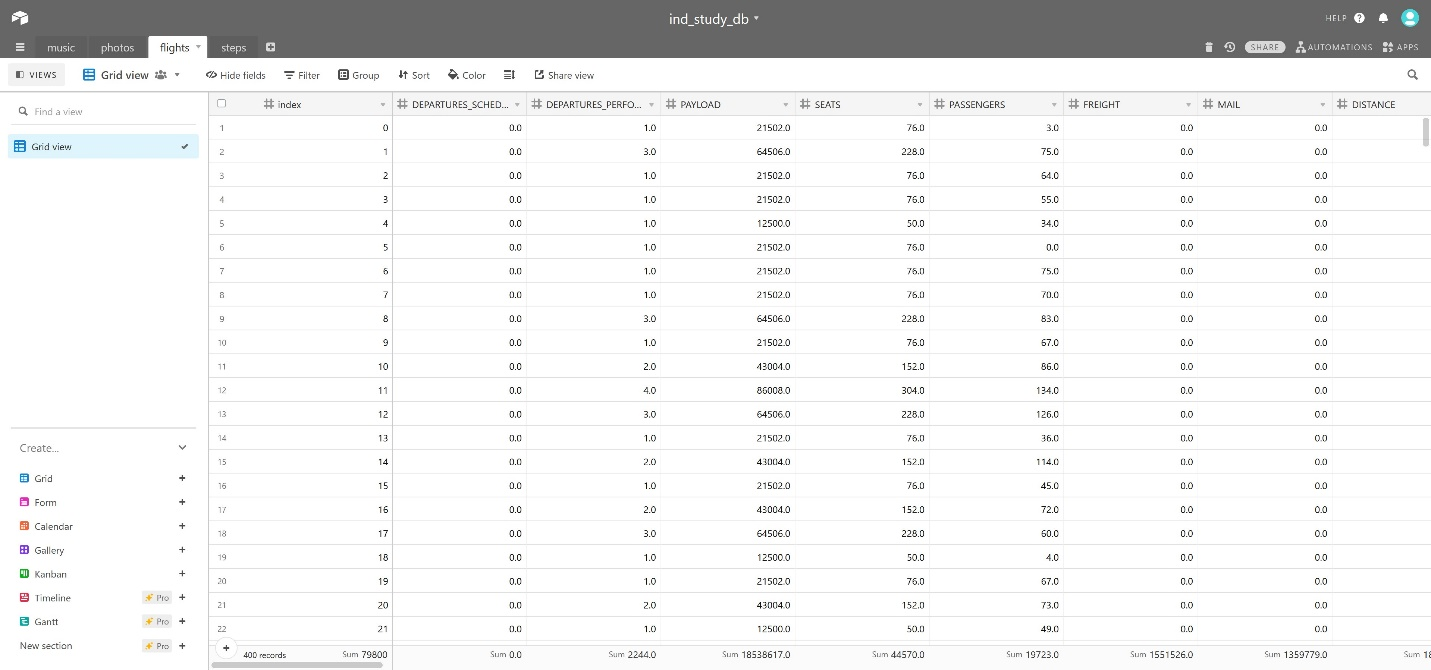 ind_study_db
HELP
music photos flights steps
SHARE AUTOMATIONS APPS
VIEWS Grid view Hide fields Filter Group Sort Color Share view
Find a view
Grid view
Create...
Grid
Form
Calendar
Gallery
Kanban
Timeline Pro
Gantt Pro
New section Pro
index DEPARTURES_SCHED... DEPARTURES_PERFO... PAYLOAD SEATS PASSENGERS FREIGHT MAIL DISTANCE
1 0 0.0 1.0 21502.0 76.0 3.0 0.0 0.0
2 1 0.0 3.0 64506.0 228.0 75.0 0.0 0.0
3 2 0.0 1.0 21502.0 76.0 64.0 0.0 0.0
4 3 0.0 1.0 21502.0 76.0 55.0 0.0 0.0
5 4 0.0 1.0 12500.0 50.0 34.0 0.0 0.0
6 5 0.0 1.0 21502.0 76.0 0.0 0.0 0.0
7 6 0.0 1.0 21502.0 76.0 75.0 0.0 0.0
8 7 0.0 1.0 21502.0 76.0 70.0 0.0 0.0
9 8 0.0 3.0 64506.0 228.0 83.0 0.0 0.0
10 9 0.0 1.0 21502.0 76.0 67.0 0.0 0.0
11 10 0.0 2.0 43004.0 152.0 86.0 0.0 0.0
12 11 0.0 4.0 86008.0 304.0 134.0 0.0 0.0
13 12 0.0 3.0 64506.0 228.0 126.0 0.0 0.0
14 13 0.0 1.0 21502.0 76.0 36.0 0.0 0.0
15 14 0.0 2.0 43004.0 152.0 114.0 0.0 0.0
16 15 0.0 1.0 21502.0 76.0 45.0 0.0 0.0
17 16 0.0 2.0 43004.0 152.0 72.0 0.0 0.0
18 17 0.0 3.0 64506.0 228.0 60.0 0.0 0.0
19 18 0.0 1.0 12500.0 50.0 4.0 0.0 0.0
20 19 0.0 1.0 21502.0 76.0 67.0 0.0 0.0
21 20 0.0 2.0 43004.0 152.0 73.0 0.0 0.0
22 21 0.0 1.0 12500.0 50.0 49.0 0.0 0.0
400 records Sum 79800 Sum 0.0 Sum 2244.0 Sum 18538617.0 Sum 44570.0 Sum 19723.0 Sum 1551526.0 Sum 1359779.0 Sum